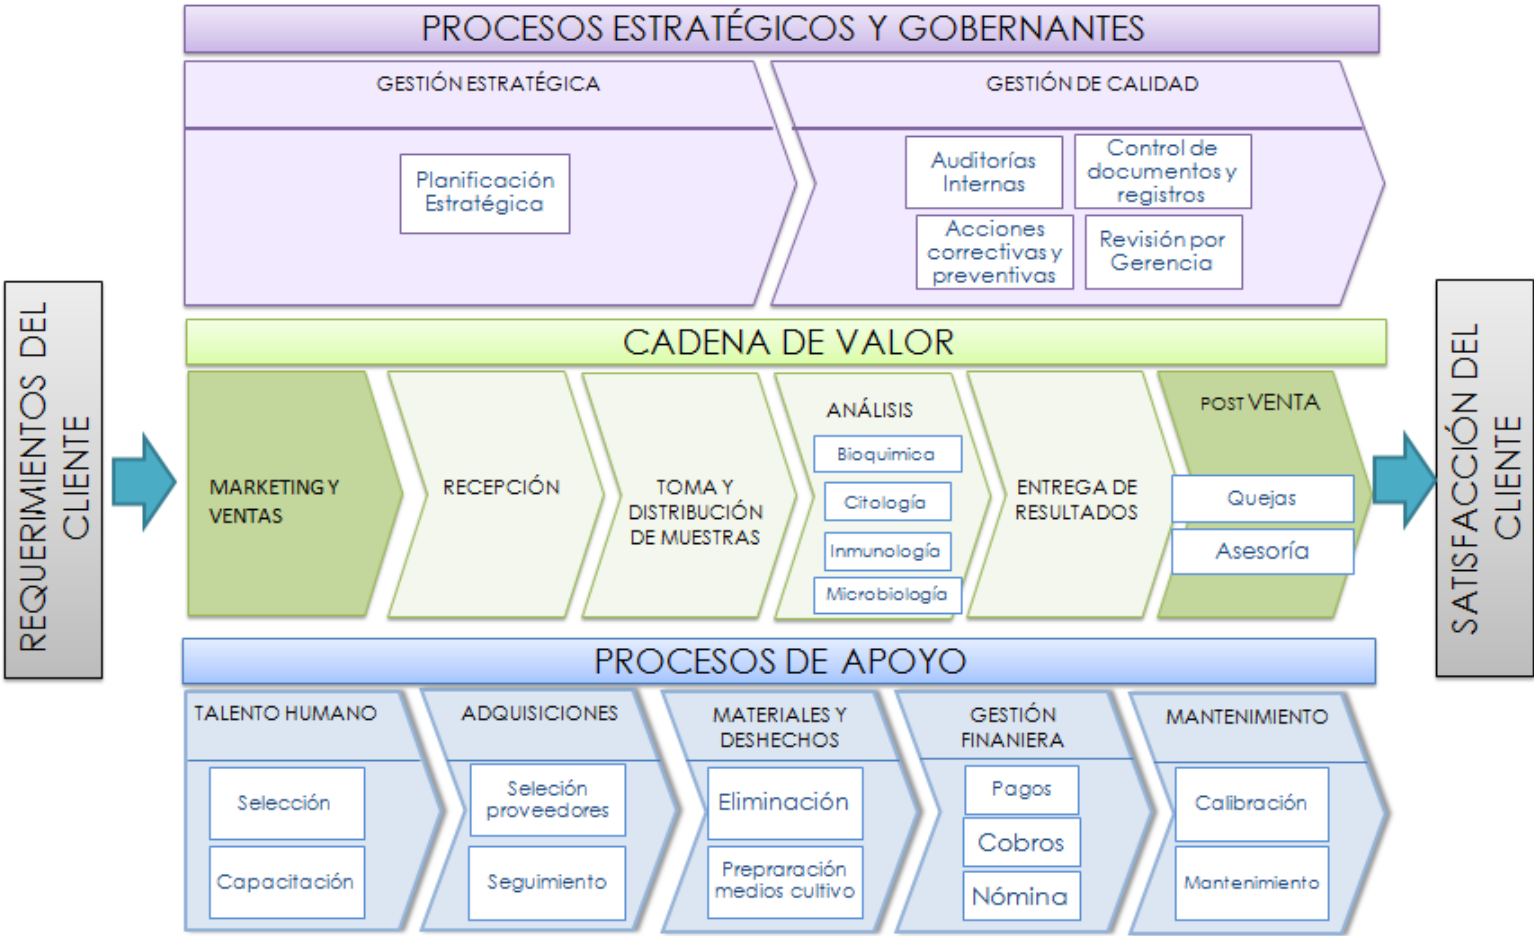 PROCESOS ESTRATÉGICOS Y GOBERNANTES
GESTIÓN ESTRATÉGICA
Planificación
Estratégica
GESTIÓN DE CALIDAD
Auditorías
Internas
Control de
documentos y
registros
Acciones
correctivas y
preventivas
Revisión por
Gerencia
REQUERIMIENTOS DEL
CLIENTE
CADENA DE VALOR
MARKETING Y
VENTAS
RECEPCIÓN
TOMA Y
DISTRIBUCIÓN
DE MUESTRAS
ANÁLISIS
Bioquimica
Citología
Inmunología
Microbiología
ENTREGA DE
RESULTADOS
POST VENTA
Quejas
Asesoría
SATISFACCIÓN DEL
CLIENTE
PROCESOS DE APOYO
TALENTO HUMANO
Selección
Capacitación
ADQUISICIONES
Seleción
proveedores
Seguimiento
MATERIALES Y
DESHECHOS
Eliminación
Prepraración
medios cultivo
GESTIÓN
FINANIERA
Pagos
Cobros
Nómina
MANTENIMIENTO
Calibración
Mantenimiento